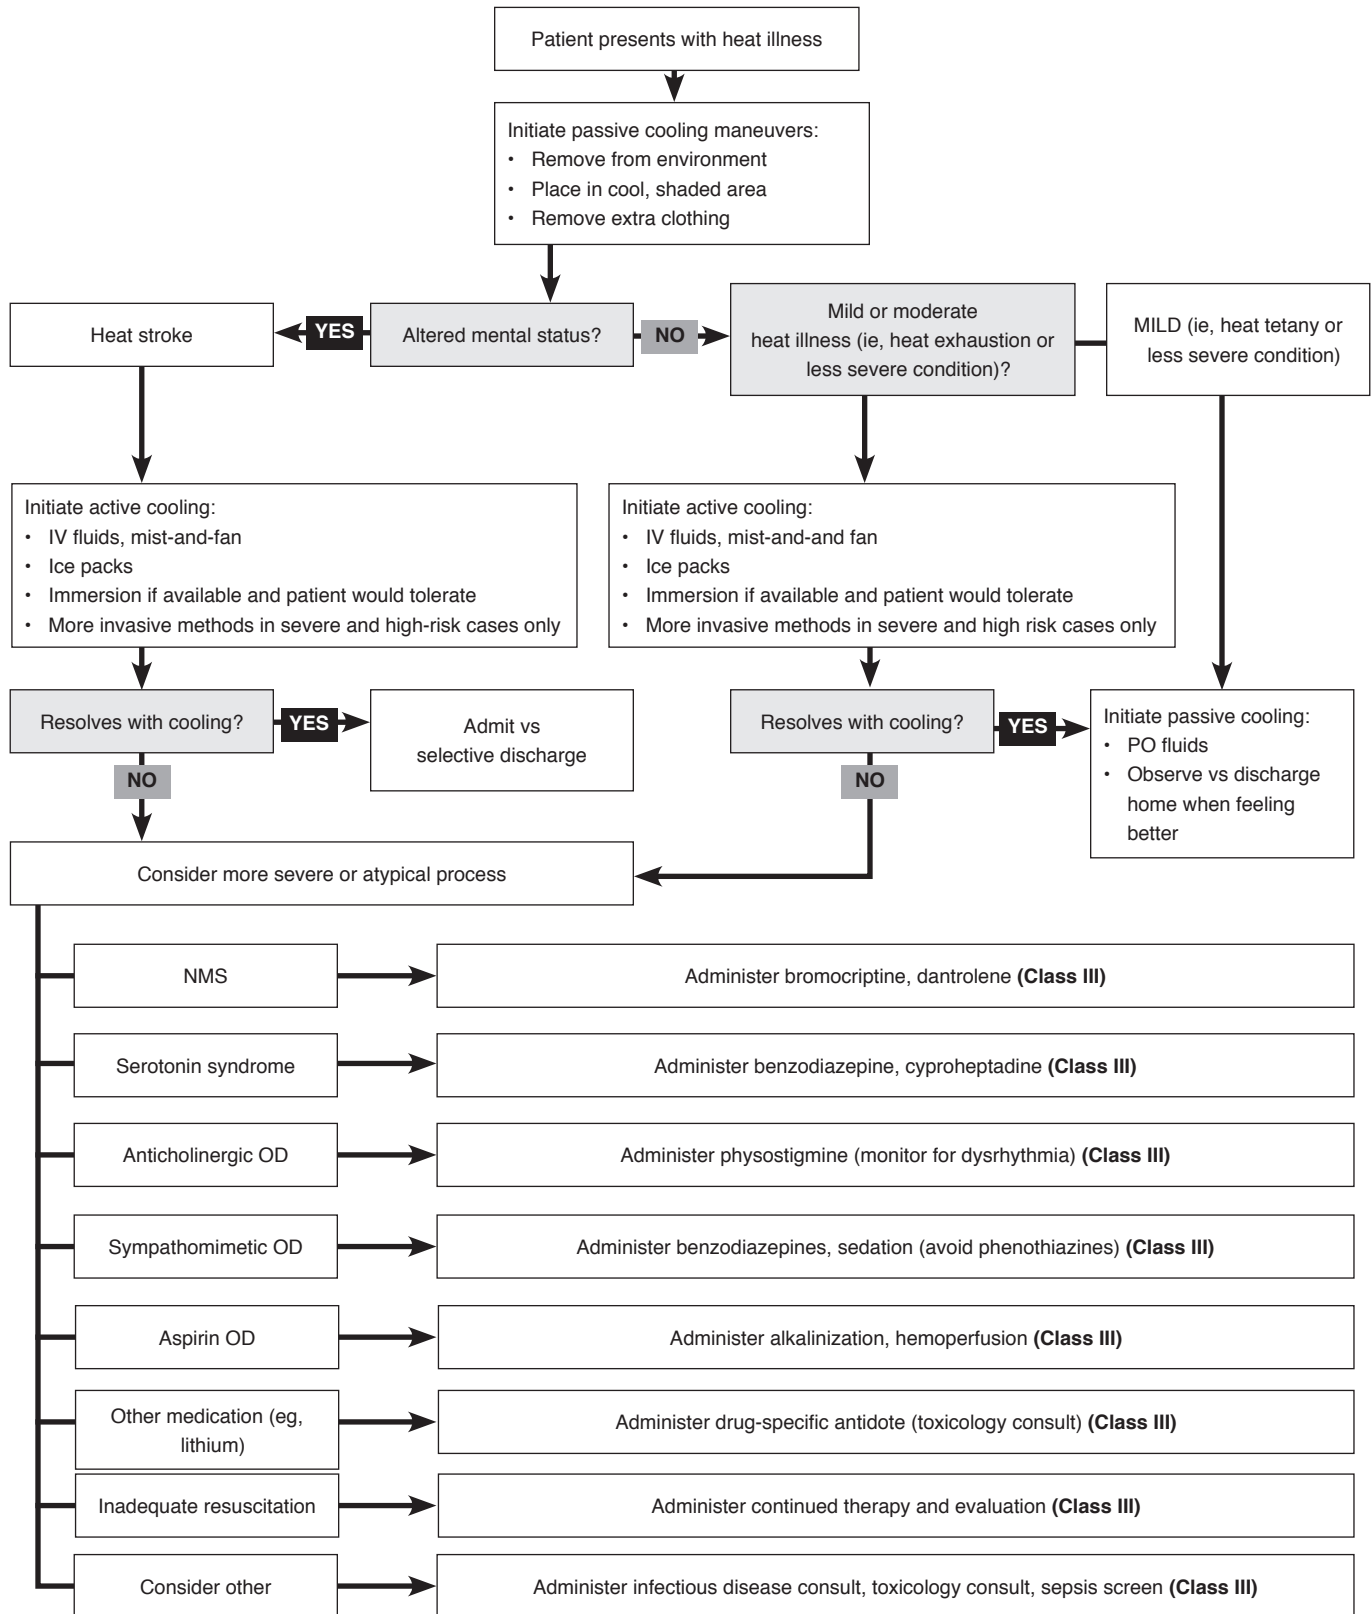 Patient presents with heat illness
Initiate passive cooling maneuvers:
• Remove from environment
• Place in cool, shaded area
• Remove extra clothing
Heat stroke
YES
Altered mental status?
NO
Mild or moderate
heat illness (ie, heat exhaustion or
less severe condition)?
MILD (ie, heat tetany or
less severe condition)
Initiate active cooling:
• IV fluids, mist-and-fan
• Ice packs
• Immersion if available and patient would tolerate
• More invasive methods in severe and high-risk cases only
Initiate active cooling:
• IV fluids, mist-and-and fan
• Ice packs
• Immersion if available and patient would tolerate
• More invasive methods in severe and high risk cases only
Resolves with cooling?
YES
Admit vs
selective discharge
NO
Resolves with cooling?
YES
NO
Initiate passive cooling:
• PO fluids
• Observe vs discharge
home when feeling
better
Consider more severe or atypical process
NMS
Administer bromocriptine, dantrolene (Class III)
Serotonin syndrome
Administer benzodiazepine, cyproheptadine (Class III)
Anticholinergic OD
Administer physostigmine (monitor for dysrhythmia) (Class III)
Sympathomimetic OD
Administer benzodiazepines, sedation (avoid phenothiazines) (Class III)
Aspirin OD
Administer alkalinization, hemoperfusion (Class III)
Other medication (eg,
lithium)
Administer drug-specific antidote (toxicology consult) (Class III)
Inadequate resuscitation
Administer continued therapy and evaluation (Class III)
Consider other
Administer infectious disease consult, toxicology consult, sepsis screen (Class III)